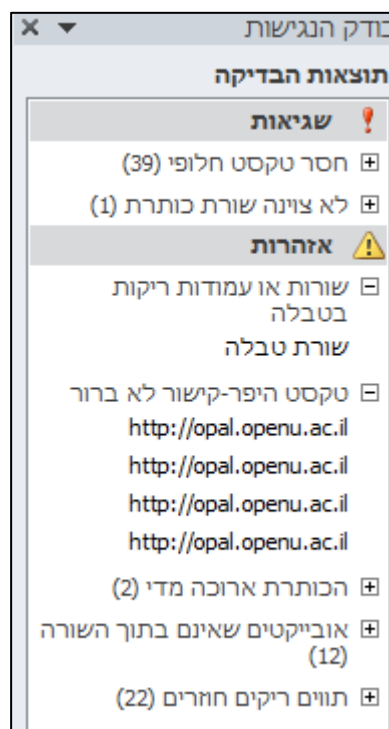 בודק הנגישות
תוצאות הבדיקה
שגיאות
חסר טקסט חלופי (39)
לא צוינה שורת כותרת (1)
אזהרות
שורות או עמודות ריקות
בטבלה
שורת טבלה
טקסט היפר-קישור לא ברור
http://opal.openu.ac.il
http://opal.openu.ac.il
http://opal.openu.ac.il
http://opal.openu.ac.il
הכותרת ארוכה מדי (2)
אובייקטים שאינם בתוך השורה
(12)
תווים ריקים חוזרים (22)